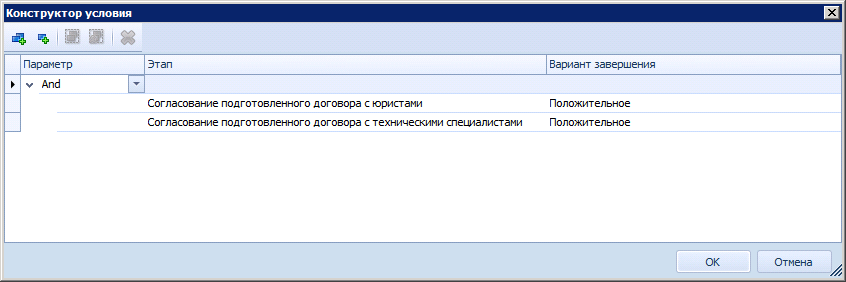 Конструктор условия
Параметр Этап Вариант завершения
And
Согласование подготовленного договора с юристами Положительное
Согласование подготовленного договора с техническими специалистами Положительное
OK Отмена